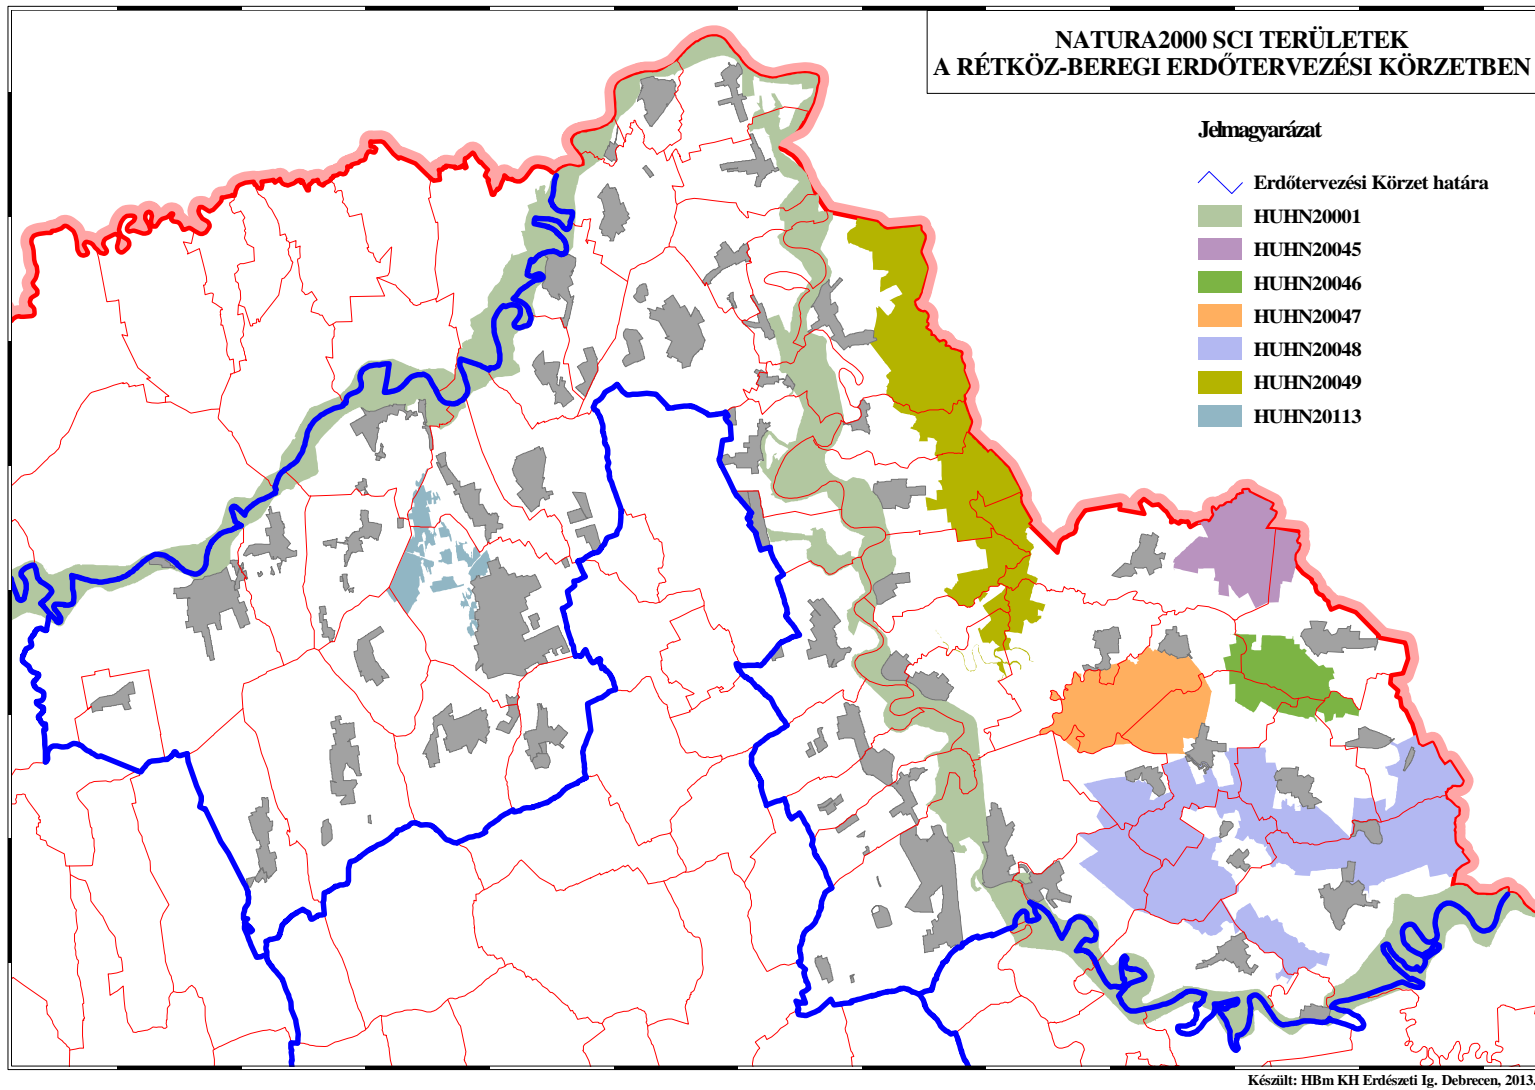 NATURA2000 SCI TERÜLETEK
A RÉTKÖZ-BEREGI ERDŐTERVEZÉSI KÖRZETBEN
Jelmagyarázat
Erdőtervezési Körzet határa
HUHN20001
HUHN20045
HUHN20046
HUHN20047
HUHN20048
HUHN20049
HUHN20113
Készült: HBm KH Erdészeti Ig. Debrecen, 2013.